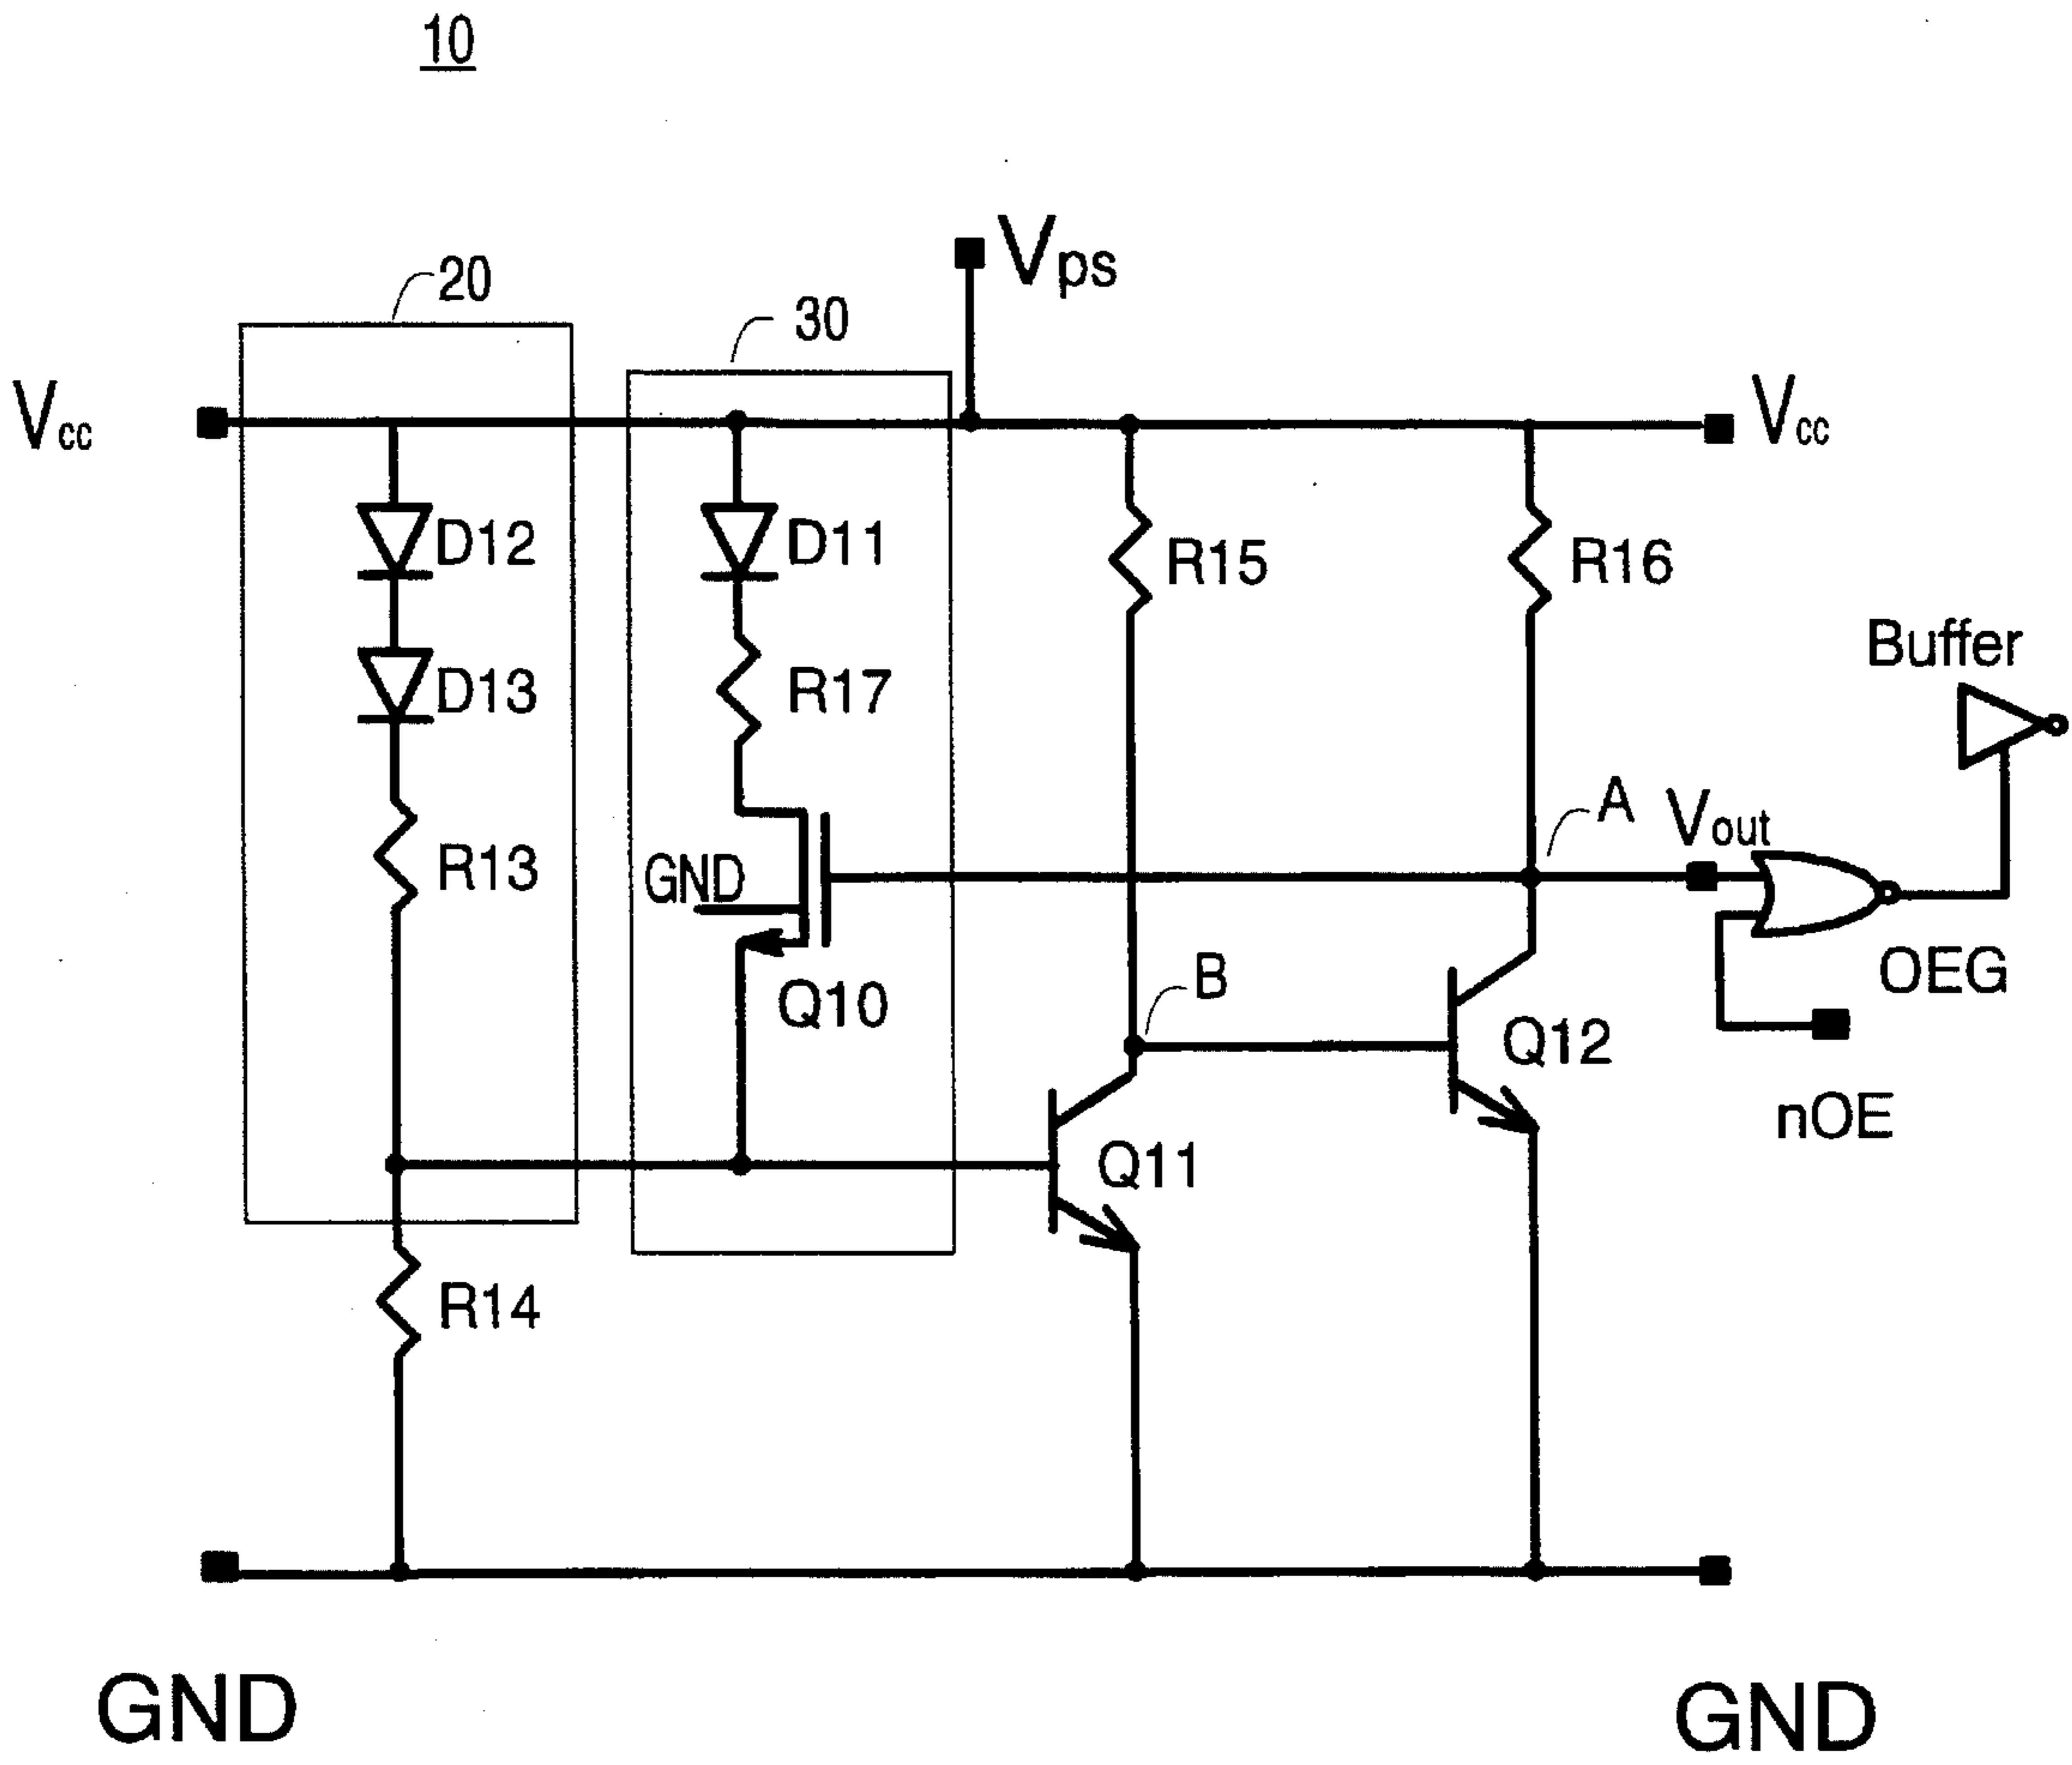 10
Vps
20
30
Vcc
Vcc
D12
D11
R15
R16
Buffer
D13
R17
A
Vout
R13
GND
OEG
Q10
B
Q12
nOE
Q11
R14
GND
GND